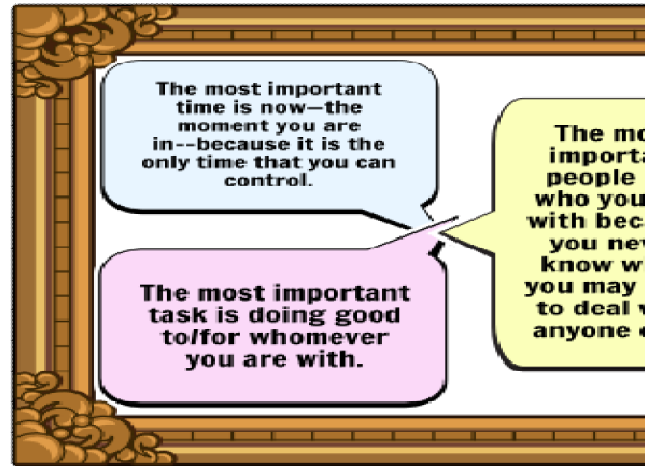 The most important
time is now—the
moment you are
in--because it is the
only time that you can
control.
The most important
task is doing good
to/for whomever
you are with.
The
people
who you
with
you
know
you may
to deal
anyone